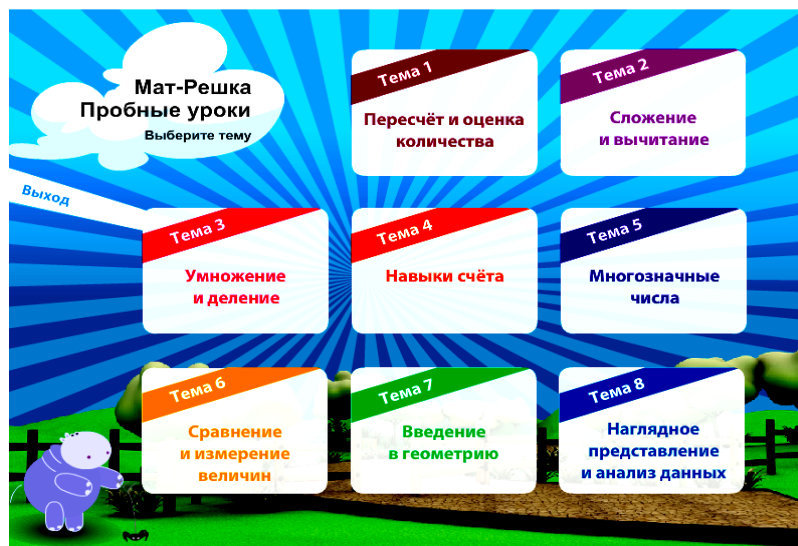 Мат-Решка
Пробные уроки
Выберите тему
Тема 1
Пересчёт и оценка
количества
Тема 2
Сложение
и вычитание
Выход
Тема 3
Умножение
и деление
Тема 4
Навыки счёта
Тема 5
Многозначные
числа
Тема 6
Сравнение
и измерение
величин
Тема 7
Введение
в геометрию
Тема 8
Наглядное
представление
и анализ данных